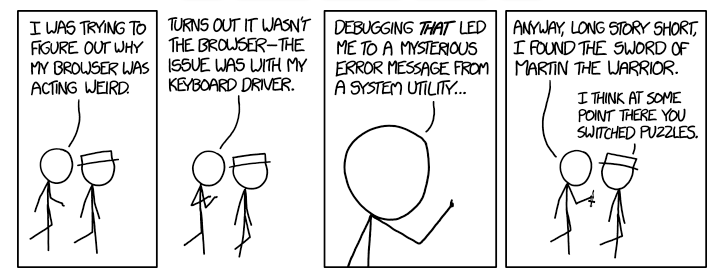 I WAS TRYING TO
FIGURE OUT WHY
MY BROWSER WAS
ACTING WEIRD.
TURNS OUT IT WASN'T
THE BROWSER—THE
ISSUE WAS WITH MY
KEYBOARD DRIVER.
DEBUGGING THAT LED
ME TO A MYSTERIOUS
ERROR MESSAGE FROM
A SYSTEM UTILITY...
ANYWAY, LONG STORY SHORT,
I FOUND THE SWORD OF
MARTIN THE WARRIOR.
I THINK AT SOME
POINT THERE YOU
SWITCHED PUZZLES.